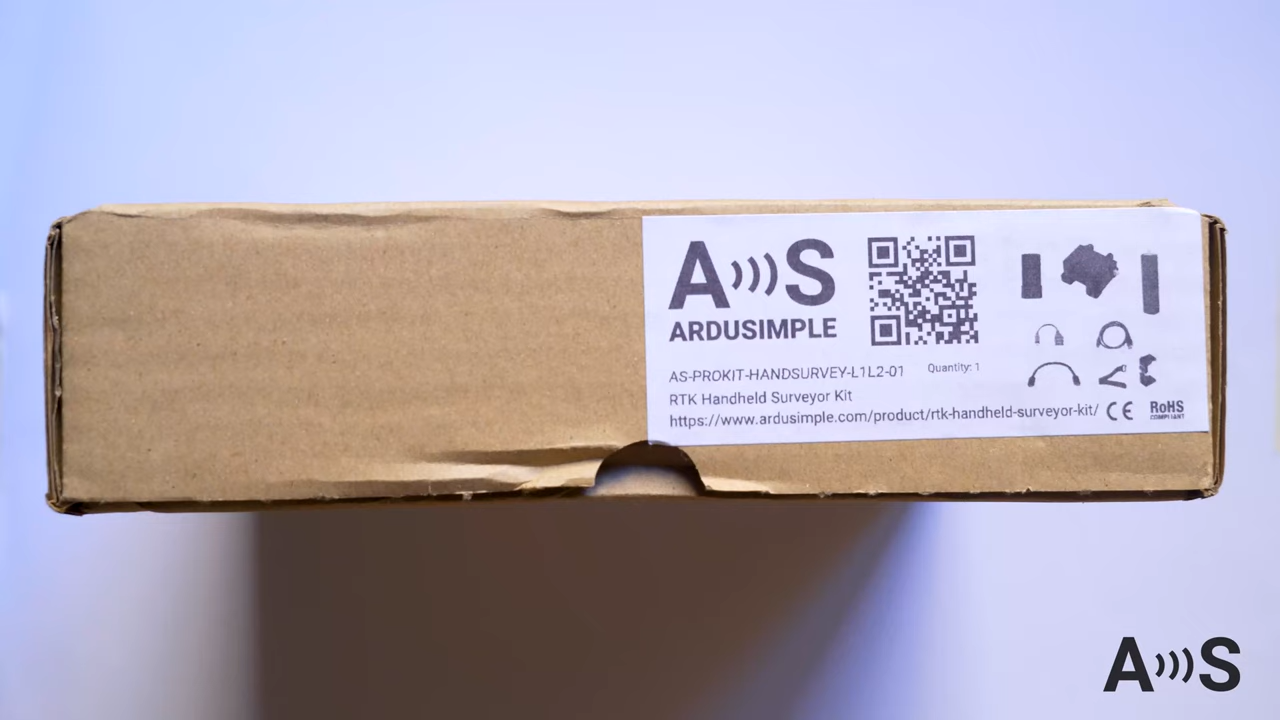 A)))S
ARDUSIMPLE
AS-PROKIT-HANDSURVEY-L1L2-01
Quantity: 1
RTK Handheld Surveyor Kit
https://www.ardusimple.com/product/rtk-handheld-surveyor-kit/
CE
RoHS
COMPLIANT
A)))S